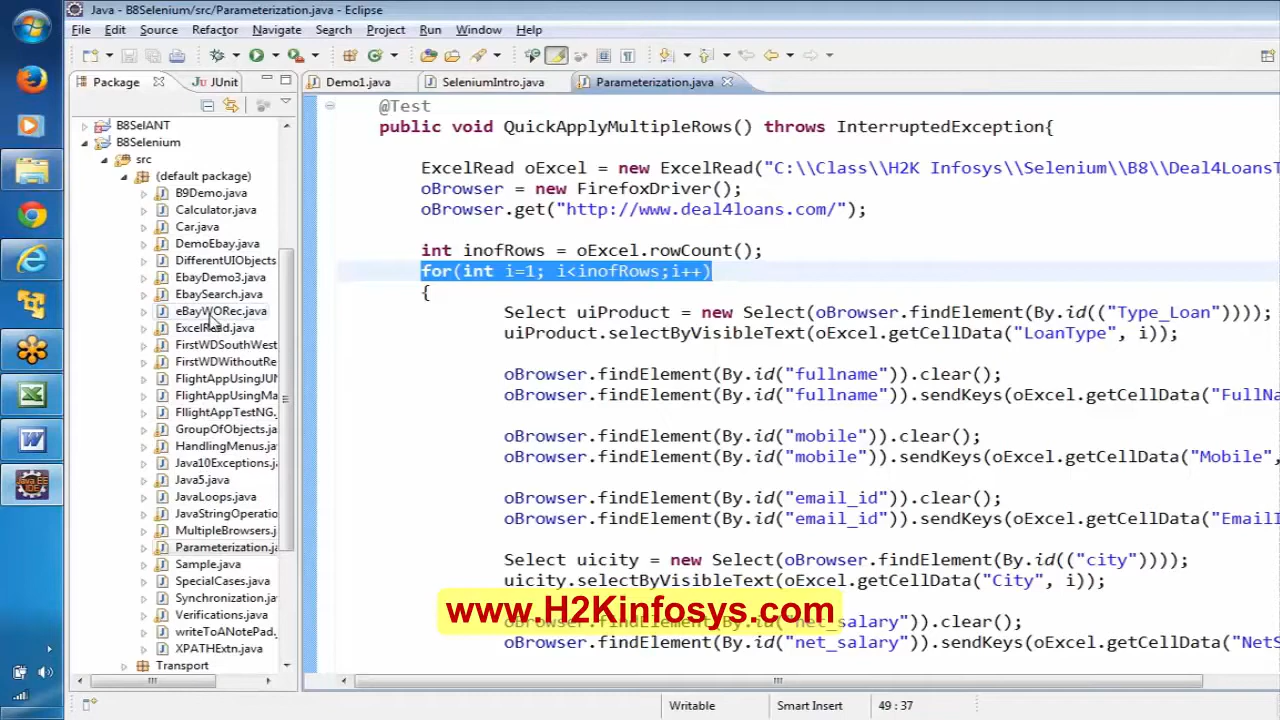 Java - B8Selenium/src/Parameterization.java - Eclipse
File Edit Source Refactor Navigate Search Project Run Window Help
Package JUnit Demo1.java SeleniumIntro.java Parameterization.java
B8SelANT
B8Selenium
src
(default package)
B9Demo.java
Calculator.java
Car.java
DemoEbay.java
DifferentUIObjects
EbayDemo3.java
EbaySearch.java
eBayWORec.java
ExcelRead.java
FirstWDSouthWest
FirstWDWithoutRe
FlightAppUsingJUN
FlightAppUsingMa
FlightAppTestNG.
GroupOfObjects.java
HandlingMenus.java
Java10Exceptions.j
Java5.java
JavaLoops.java
JavaStringOperatio
MultipleBrowsers.j
Parameterization.ja
Sample.java
SpecialCases.java
Synchronization.ja
Verifications.java
writeToANotePad.
XPATHExtn.java
Transport
@Test
public void QuickApplyMultipleRows() throws InterruptedException{
ExcelRead oExcel = new ExcelRead("C:\\Class\\H2K Infosys\\Selenium\\B8\\Deal4LoansT
oBrowser = new FirefoxDriver();
oBrowser.get("http://www.deal4loans.com/");
int inofRows = oExcel.rowCount();
for(int i=1; i<inofRows;i++)
{
Select uiProduct = new Select(oBrowser.findElement(By.id(("Type_Loan"))));
uiProduct.selectByVisibleText(oExcel.getCellData("LoanType", i));
oBrowser.findElement(By.id("fullname")).clear();
oBrowser.findElement(By.id("fullname")).sendKeys(oExcel.getCellData("FullNa
oBrowser.findElement(By.id("mobile")).clear();
oBrowser.findElement(By.id("mobile")).sendKeys(oExcel.getCellData("Mobile",
oBrowser.findElement(By.id("email_id")).clear();
oBrowser.findElement(By.id("email_id")).sendKeys(oExcel.getCellData("EmailI
Select uicity = new Select(oBrowser.findElement(By.id(("city"))));
uicity.selectByVisibleText(oExcel.getCellData("City", i));
oBrowser.findElement(By.id("net_salary")).clear();
oBrowser.findElement(By.id("net_salary")).sendKeys(oExcel.getCellData("NetS
www.H2Kinfosys.com
Writable Smart Insert 49 : 37